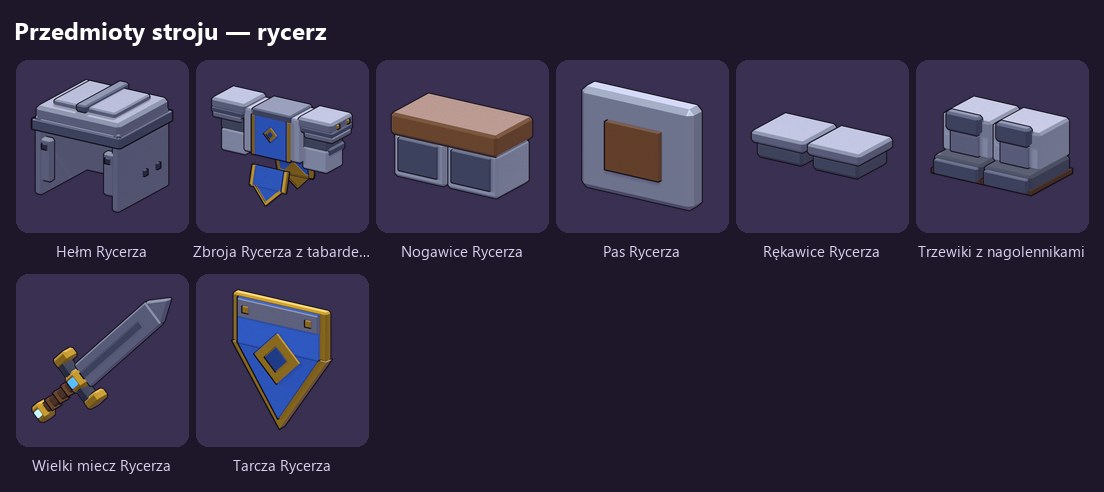 Przedmioty stroju — rycerz
Hełm Rycerza
Zbroja Rycerza z tabarde...
Nogawice Rycerza
Pas Rycerza
Rękawice Rycerza
Trzewiki z nagolennikami
Wielki miecz Rycerza
Tarcza Rycerza